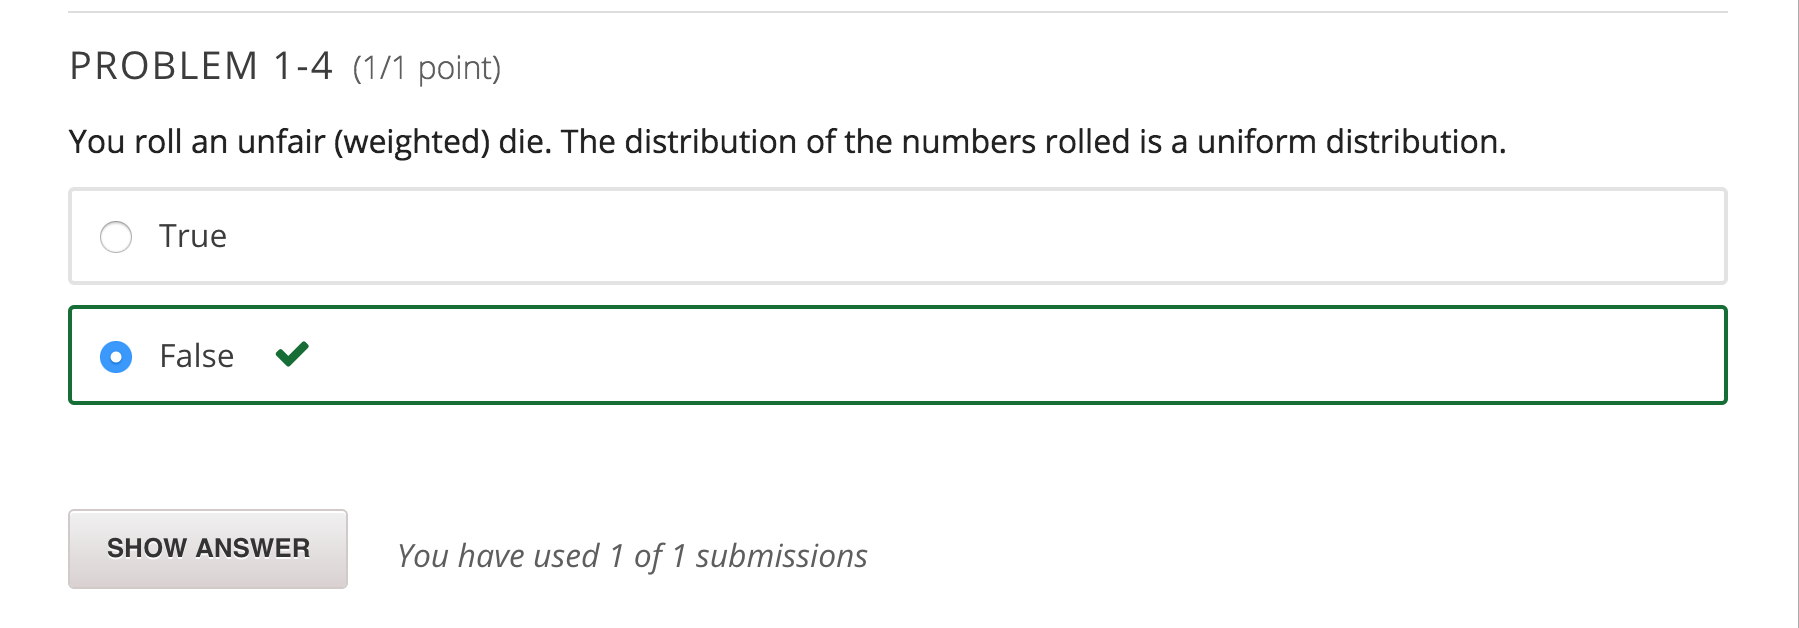 PROBLEM 1-4 (1/1 point)
You roll an unfair (weighted) die. The distribution of the numbers rolled is a uniform distribution.
True
False
SHOW ANSWER You have used 1 of 1 submissions